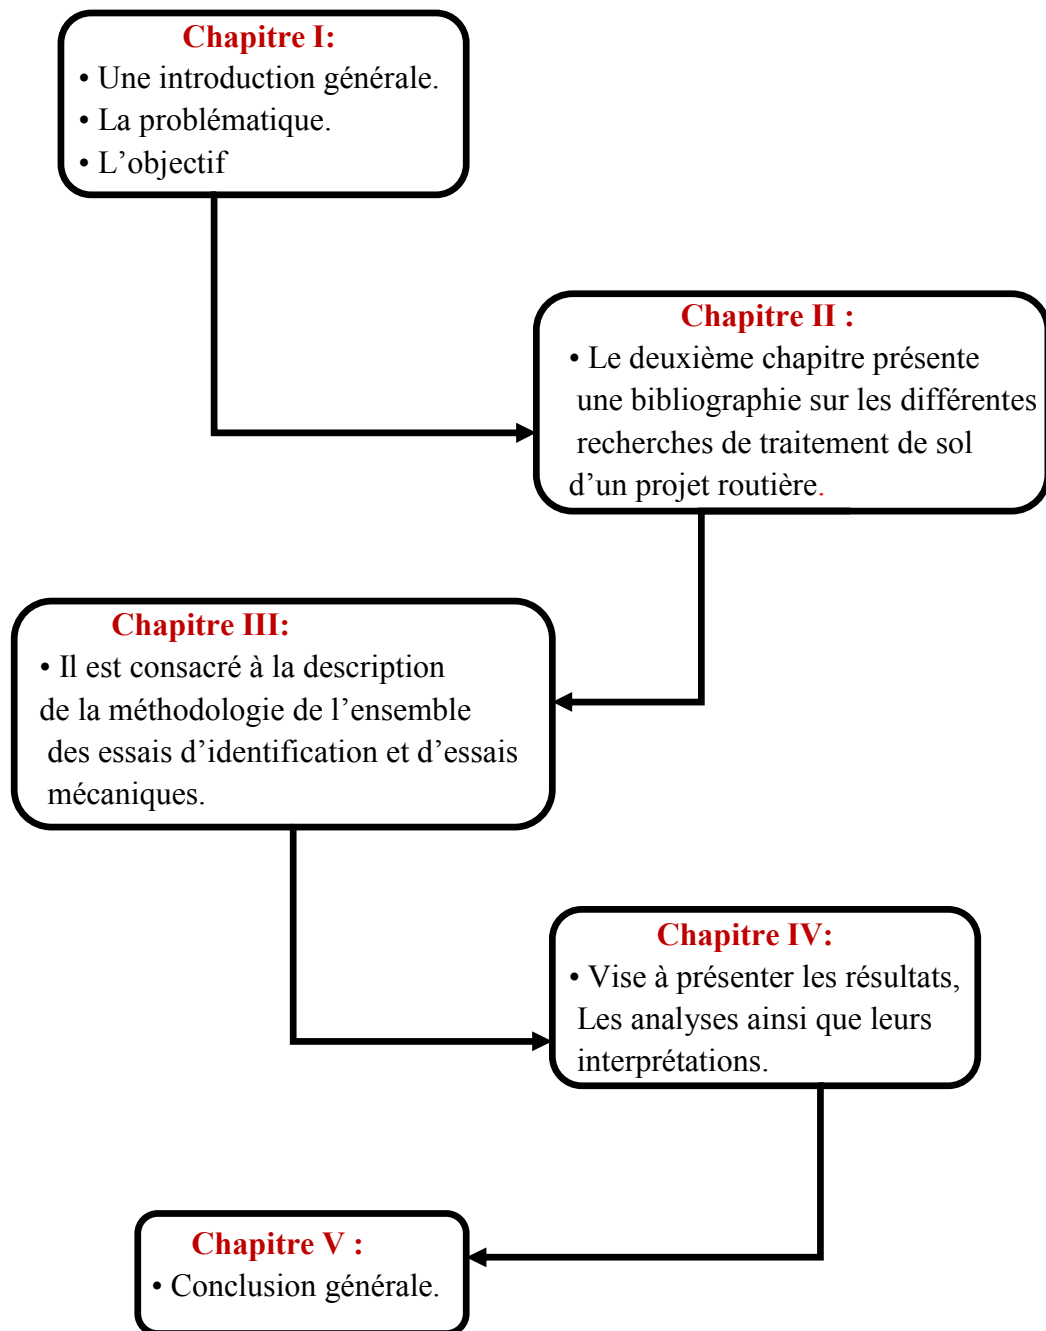 Chapitre I:
• Une introduction générale.
• La problématique.
• L’objectif
Chapitre II :
• Le deuxième chapitre présente
une bibliographie sur les différentes
recherches de traitement de sol
d’un projet routière.
Chapitre III:
• Il est consacré à la description
de la méthodologie de l’ensemble
des essais d’identification et d’essais
mécaniques.
Chapitre IV:
• Vise à présenter les résultats,
Les analyses ainsi que leurs
interprétations.
Chapitre V :
• Conclusion générale.